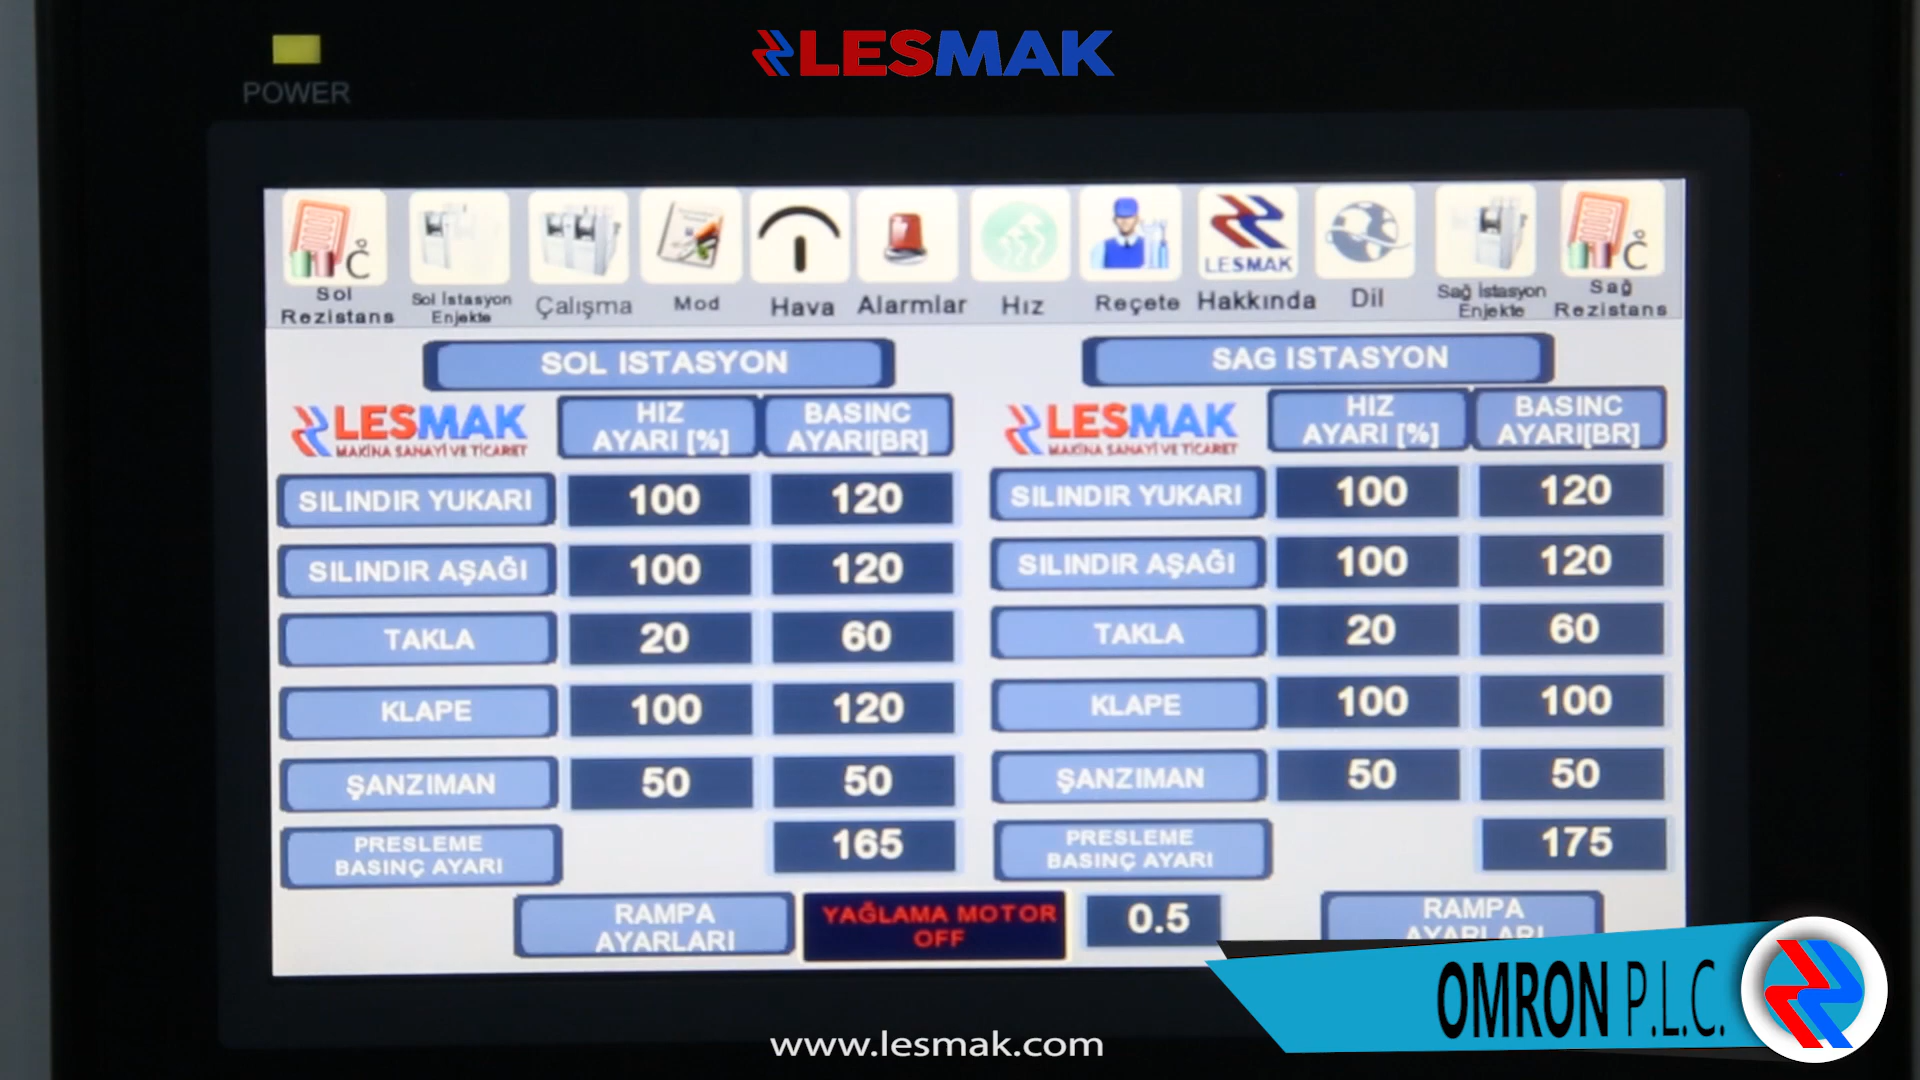 POWER
LESMAK
Sol
Rezistans
Sol İstasyon
Enjekte
Çalışma
Mod
Hava
Alarmlar
Hız
Reçete
LESMAK
Hakkında
Dil
Sağ İstasyon
Enjekte
Sağ
Rezistans
SOL ISTASYON
LESMAK
MAKİNA SANAYİ VE TİCARET
HIZ
AYARI [%]
BASINC
AYARI[BR]
SILINDIR YUKARI 100 120
SILINDIR AŞAĞI 100 120
TAKLA 20 60
KLAPE 100 120
ŞANZIMAN 50 50
PRESLEME
BASINÇ AYARI
165
SAG ISTASYON
LESMAK
MAKİNA SANAYİ VE TİCARET
HIZ
AYARI [%]
BASINC
AYARI[BR]
SILINDIR YUKARI 100 120
SILINDIR AŞAĞI 100 120
TAKLA 20 60
KLAPE 100 100
ŞANZIMAN 50 50
PRESLEME
BASINÇ AYARI
175
RAMPA
AYARLARI
YAĞLAMA MOTOR
OFF
0.5
RAMPA
AYARLARI
OMRON P.L.C.
www.lesmak.com